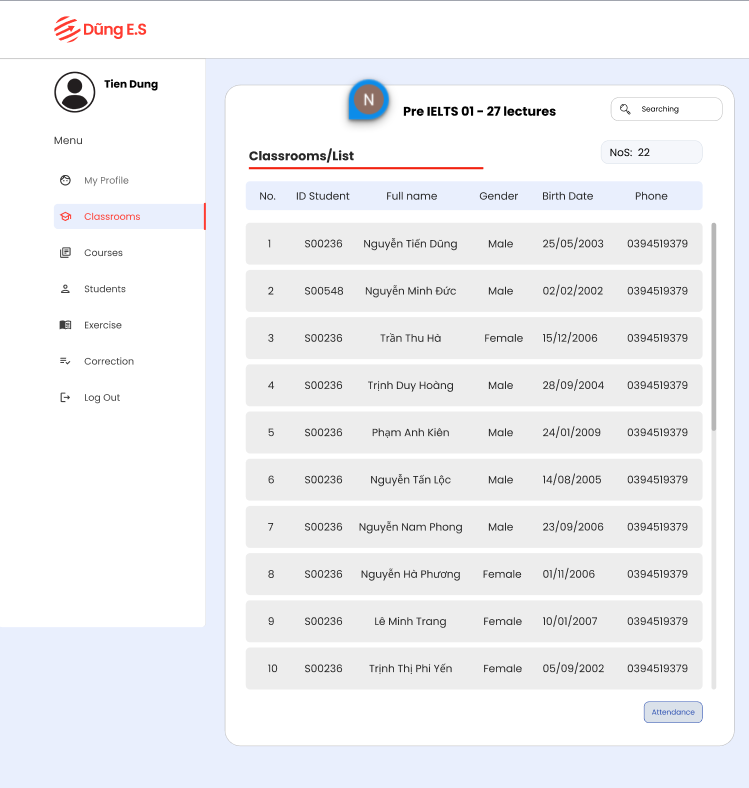 Dũng E.S
Tien Dung
Menu
My Profile
Classrooms
Courses
Students
Exercise
Correction
Log Out
N
Pre IELTS 01 - 27 lectures
Searching
Classrooms/List
NoS: 22
No. ID Student Full name Gender Birth Date Phone
1 S00236 Nguyễn Tiến Dũng Male 25/05/2003 0394519379
2 S00548 Nguyễn Minh Đức Male 02/02/2002 0394519379
3 S00236 Trần Thu Hà Female 15/12/2006 0394519379
4 S00236 Trịnh Duy Hoàng Male 28/09/2004 0394519379
5 S00236 Phạm Anh Kiên Male 24/01/2009 0394519379
6 S00236 Nguyễn Tấn Lộc Male 14/08/2005 0394519379
7 S00236 Nguyễn Nam Phong Male 23/09/2006 0394519379
8 S00236 Nguyễn Hà Phương Female 01/11/2006 0394519379
9 S00236 Lê Minh Trang Female 10/01/2007 0394519379
10 S00236 Trịnh Thị Phi Yến Female 05/09/2002 0394519379
Attendance